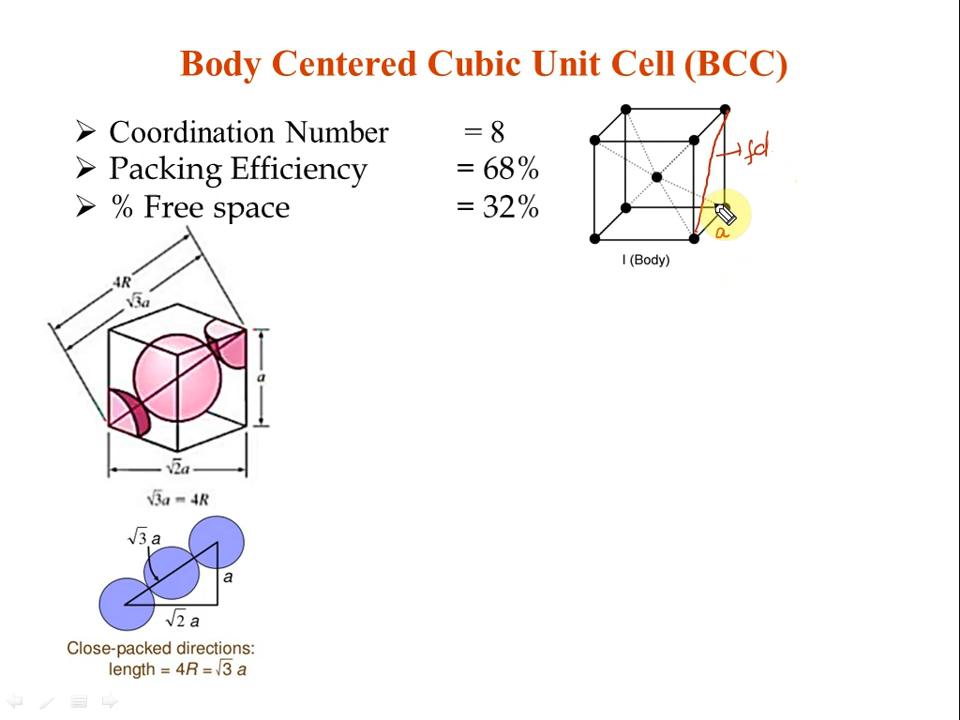 Body Centered Cubic Unit Cell (BCC)
➢ Coordination Number = 8
➢ Packing Efficiency = 68%
➢ % Free space = 32%
fd
a
I (Body)
4R
√3a
a
√2a
√3a = 4R
√3 a
a
√2 a
Close-packed directions:
length = 4R = √3 a